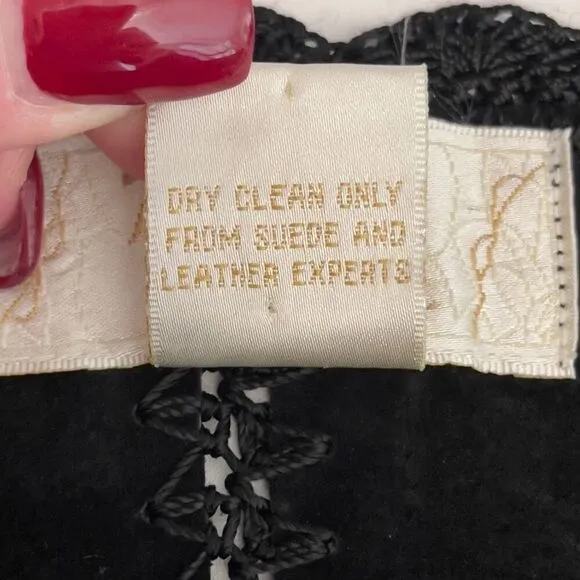 DRY CLEAN ONLY
FROM SUEDE AND
LEATHER EXPERTS